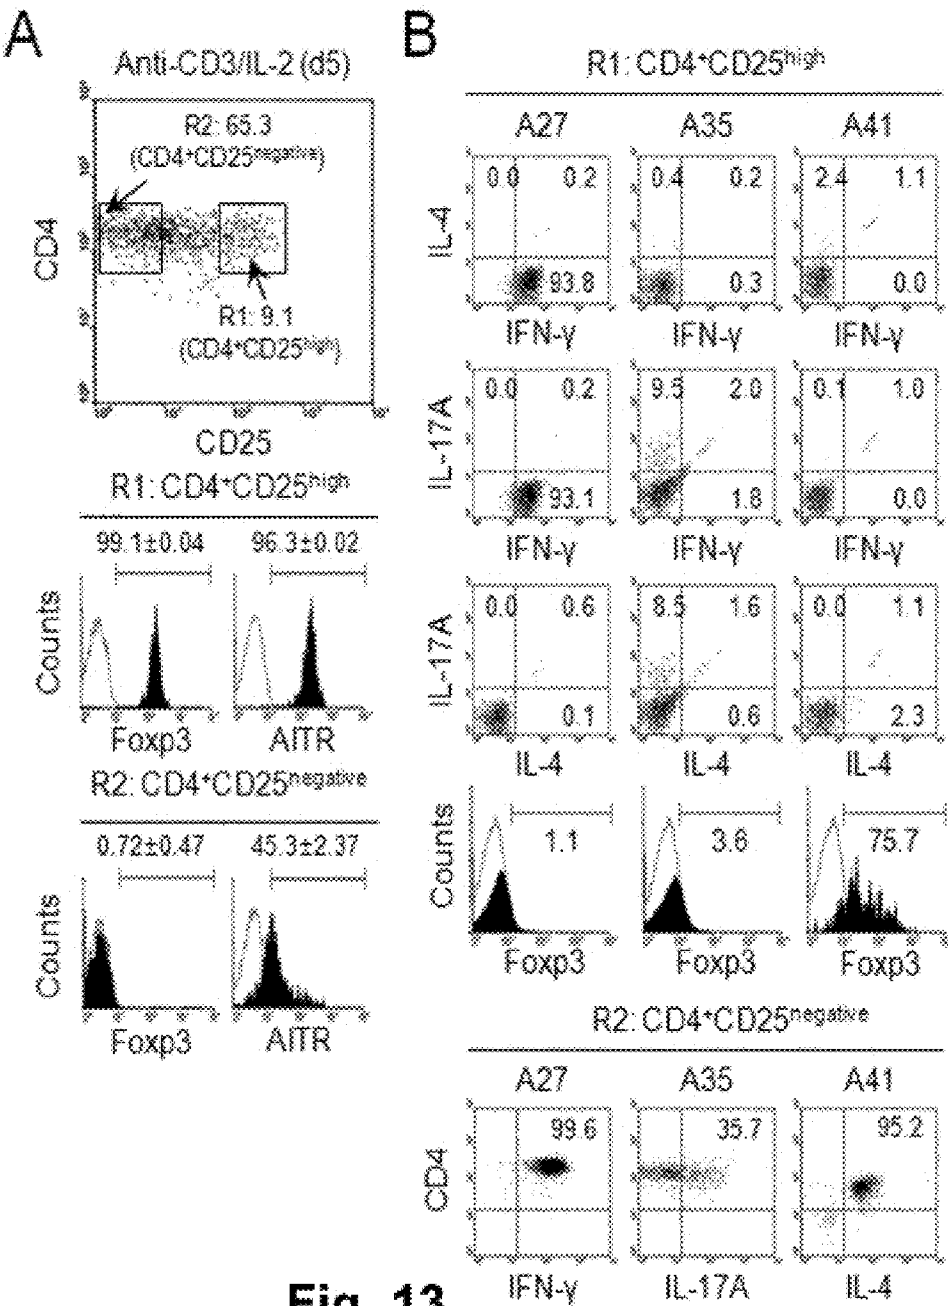 A
Anti-CD3/IL-2 (d5)
R2: 65.3
(CD4⁺CD25negative)
CD4
R1: 9.1
(CD4⁺CD25high)
CD25
R1: CD4⁺CD25high
99.1±0.04 96.3±0.02
Counts
Foxp3 AITR
R2: CD4⁺CD25negative
0.72±0.47 45.3±2.37
Counts
Foxp3 AITR
B
R1: CD4⁺CD25high
A27 A35 A41
0.0 0.2 0.4 0.2 2.4 1.1
IL-4
93.8 0.3 0.0
IFN-γ IFN-γ IFN-γ
0.0 0.2 9.5 2.0 0.1 1.0
IL-17A
93.1 1.8 0.0
IFN-γ IFN-γ IFN-γ
0.0 0.6 8.5 1.6 0.0 1.1
IL-17A
0.1 0.6 2.3
IL-4 IL-4 IL-4
1.1 3.6 75.7
Counts
Foxp3 Foxp3 Foxp3
R2: CD4⁺CD25negative
A27 A35 A41
99.6 35.7 95.2
CD4
IFN-γ IL-17A IL-4
Fig. 13